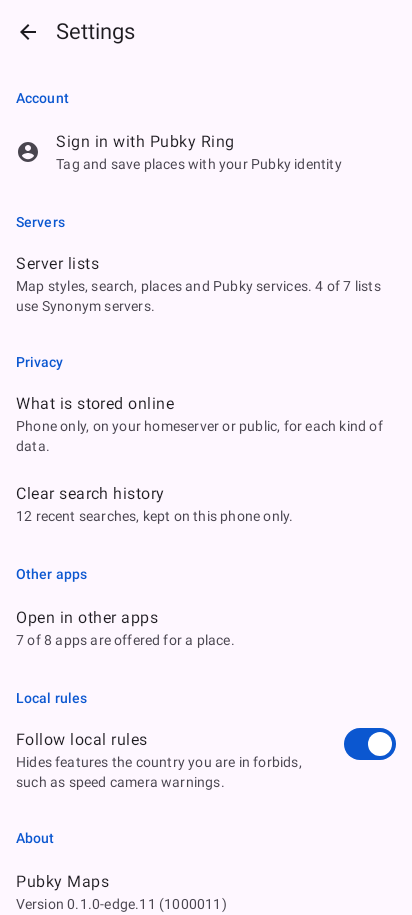 Settings
Account
Sign in with Pubky Ring
Tag and save places with your Pubky identity
Servers
Server lists
Map styles, search, places and Pubky services. 4 of 7 lists
use Synonym servers.
Privacy
What is stored online
Phone only, on your homeserver or public, for each kind of
data.
Clear search history
12 recent searches, kept on this phone only.
Other apps
Open in other apps
7 of 8 apps are offered for a place.
Local rules
Follow local rules
Hides features the country you are in forbids,
such as speed camera warnings.
About
Pubky Maps
Version 0.1.0-edge.11 (1000011)